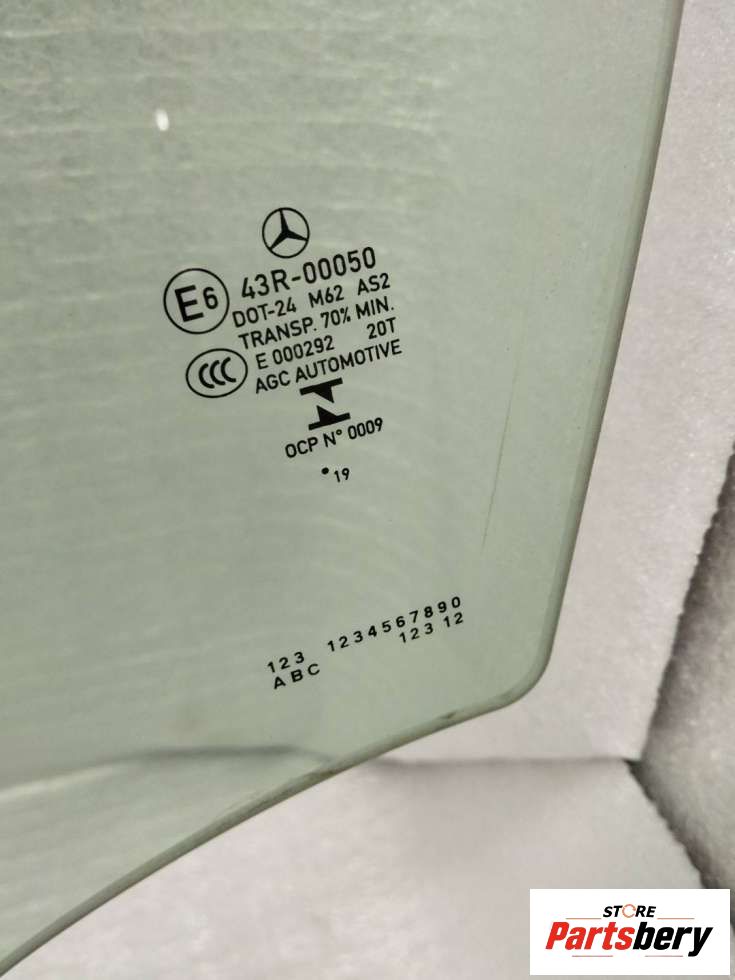 43R-00050
E6
DOT-24 M62 AS2
TRANSP. 70% MIN.
E 000292 20T
CCC
AGC AUTOMOTIVE
OCP N° 0009
• 19
123 1234567890
ABC 123 12
STORE
Partsbery